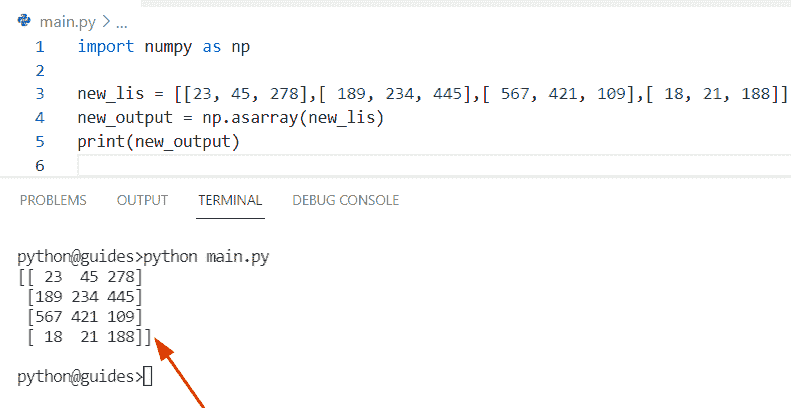 main.py > ...
1 import numpy as np
2
3 new_lis = [[23, 45, 278],[ 189, 234, 445],[ 567, 421, 109],[ 18, 21, 188]]
4 new_output = np.asarray(new_lis)
5 print(new_output)
6
PROBLEMS OUTPUT TERMINAL DEBUG CONSOLE
python@guides>python main.py
[[ 23  45 278]
 [189 234 445]
 [567 421 109]
 [ 18  21 188]]
python@guides>